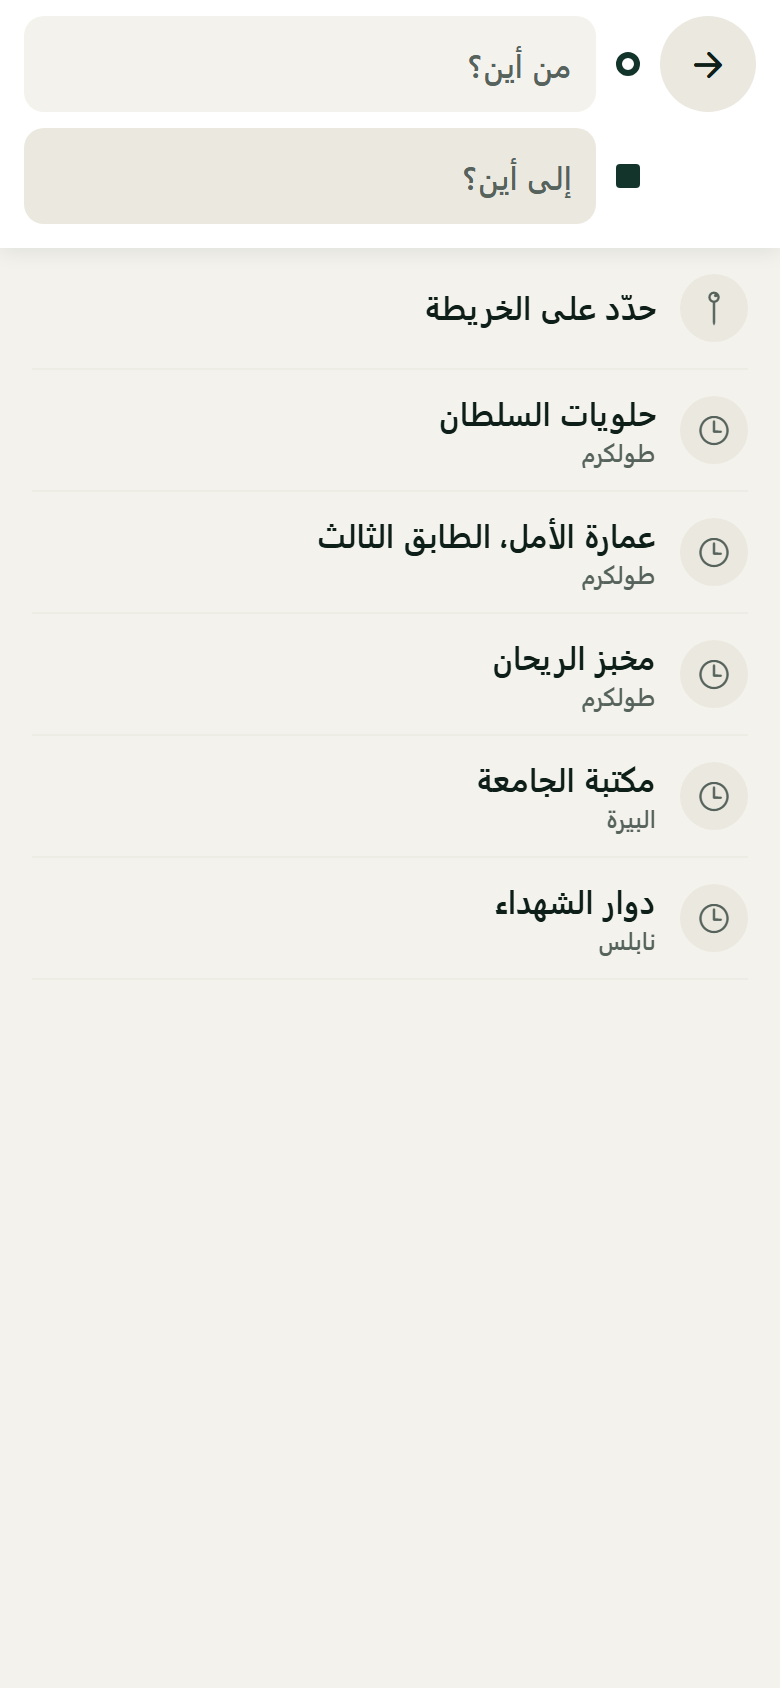 من أين؟
إلى أين؟
حدّد على الخريطة
حلويات السلطان
طولكرم
عمارة الأمل، الطابق الثالث
طولكرم
مخبز الريحان
طولكرم
مكتبة الجامعة
البيرة
دوار الشهداء
نابلس